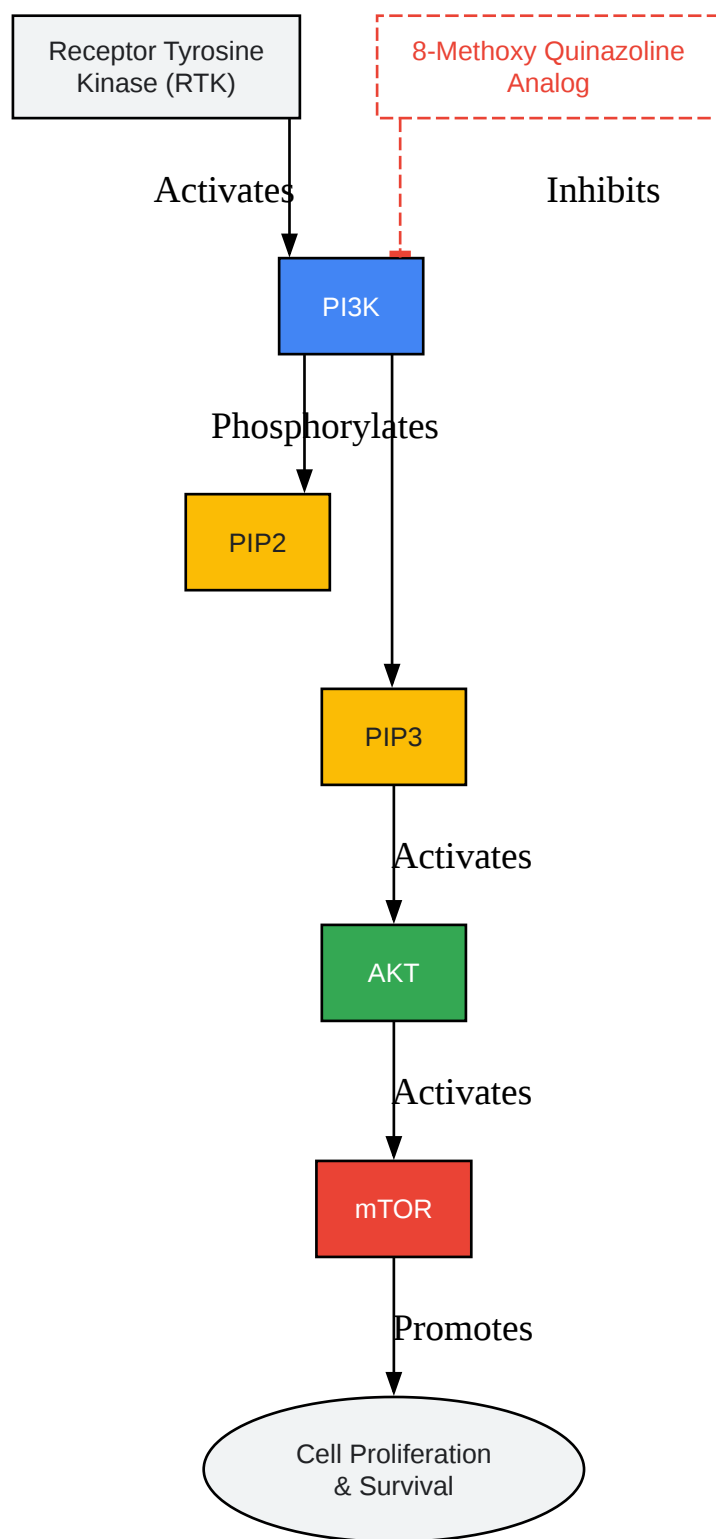 Receptor Tyrosine
Kinase (RTK)
8-Methoxy Quinazoline
Analog
Activates
Inhibits
PI3K
Phosphorylates
PIP2
PIP3
Activates
AKT
Activates
mTOR
Promotes
Cell Proliferation
& Survival